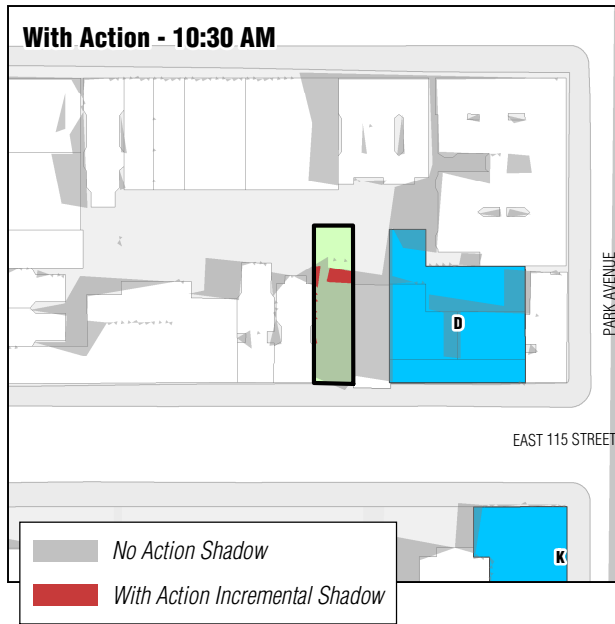 With Action - 10:30 AM
PARK AVENUE
D
EAST 115 STREET
K
No Action Shadow
With Action Incremental Shadow